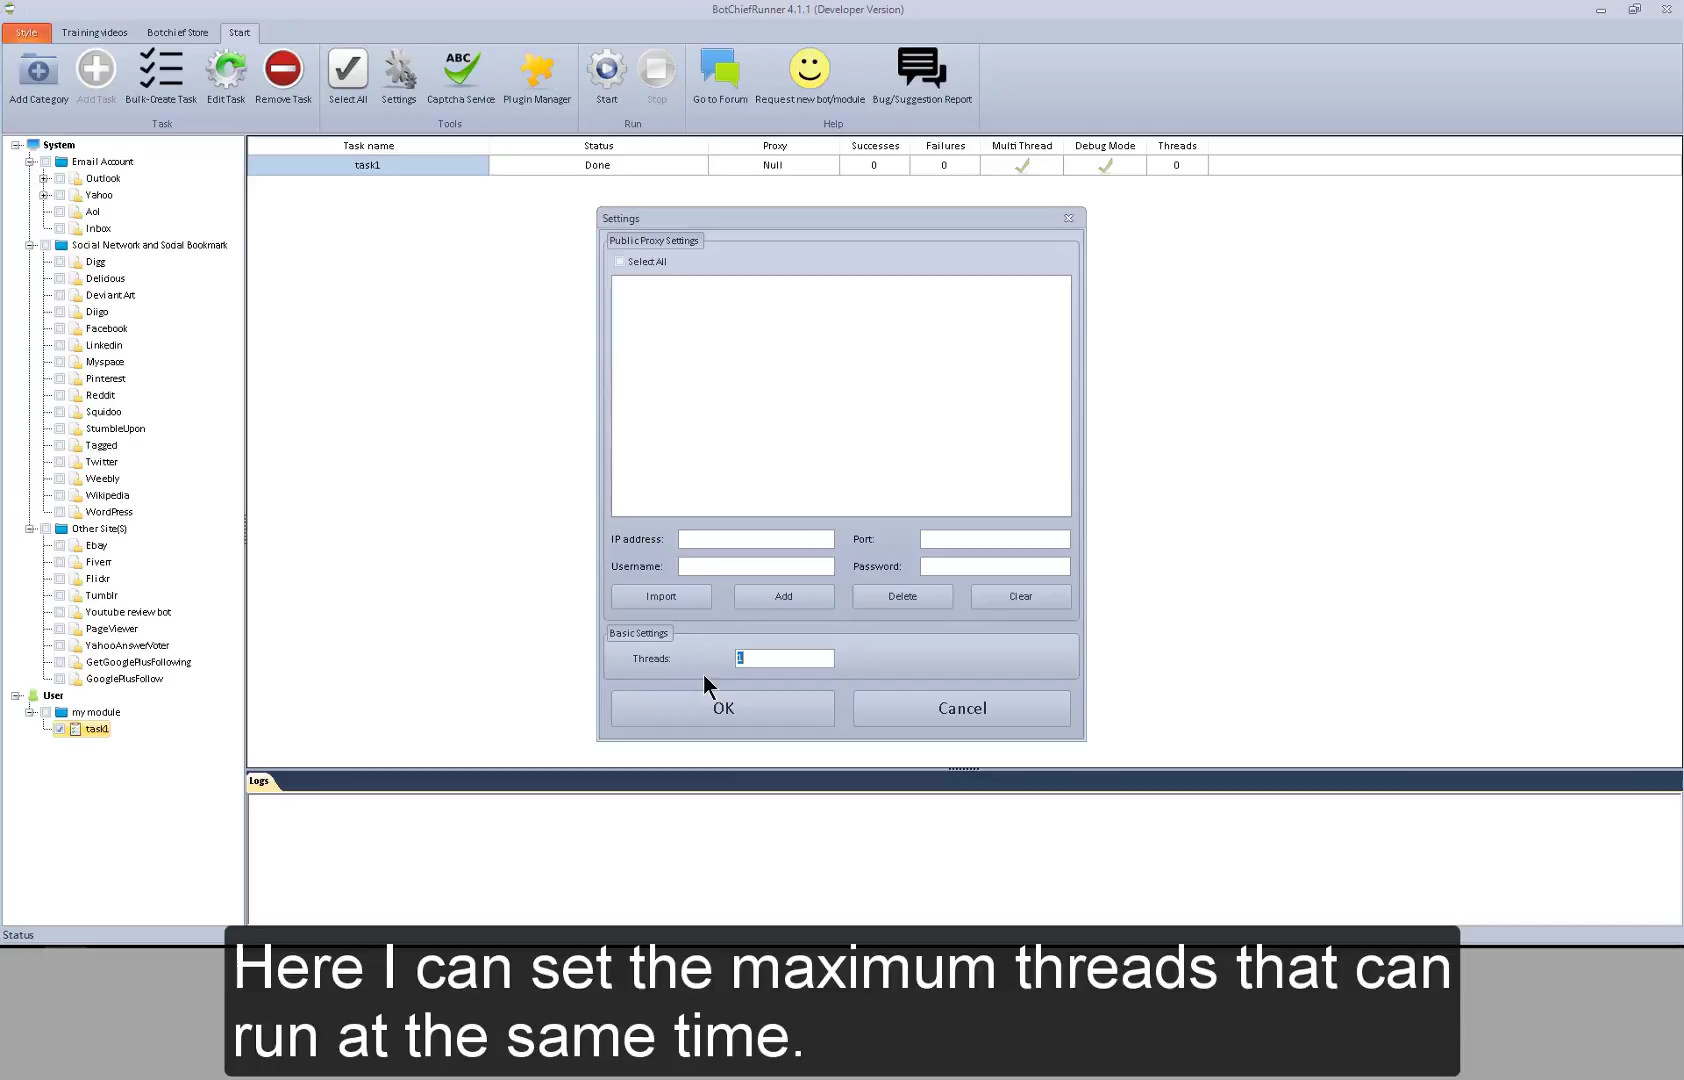 BotChiefRunner 4.1.1 (Developer Version)
Style
Training videos
Botchief Store
Start
Add Category
Add Task
Bulk-Create Task
Edit Task
Remove Task
Select All
Settings
ABC
Captcha Service
Plugin Manager
Start
Stop
Go to Forum
Request new bot/module
Bug/Suggestion Report
Task
Tools
Run
Help
System
Email Account
Outlook
Yahoo
Aol
Inbox
Social Network and Social Bookmark
Digg
Delicious
DeviantArt
Diigo
Facebook
Linkedin
Myspace
Pinterest
Reddit
Squidoo
StumbleUpon
Tagged
Twitter
Weebly
Wikipedia
WordPress
Other Site(S)
Ebay
Fiverr
Flickr
Tumblr
Youtube review bot
PageViewer
YahooAnswerVoter
GetGooglePlusFollowing
GooglePlusFollow
User
my module
task1
Task name Status Proxy Successes Failures Multi Thread Debug Mode Threads
task1 Done Null 0 0 0
Settings
Public Proxy Settings
Select All
IP address: Port:
Username: Password:
Import Add Delete Clear
Basic Settings
Threads: 1
OK Cancel
Logs
Status
Here I can set the maximum threads that can
run at the same time.